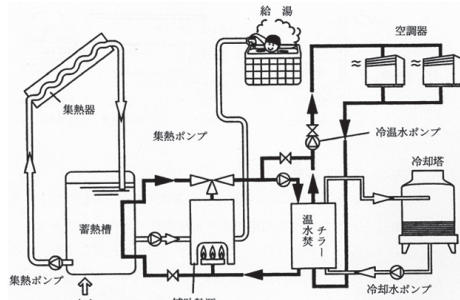 給湯
空調器
集熱器
集熱ポンプ
冷温水ポンプ
冷却塔
蓄熱槽
温水焚
チラー
集熱ポンプ
冷却水ポンプ